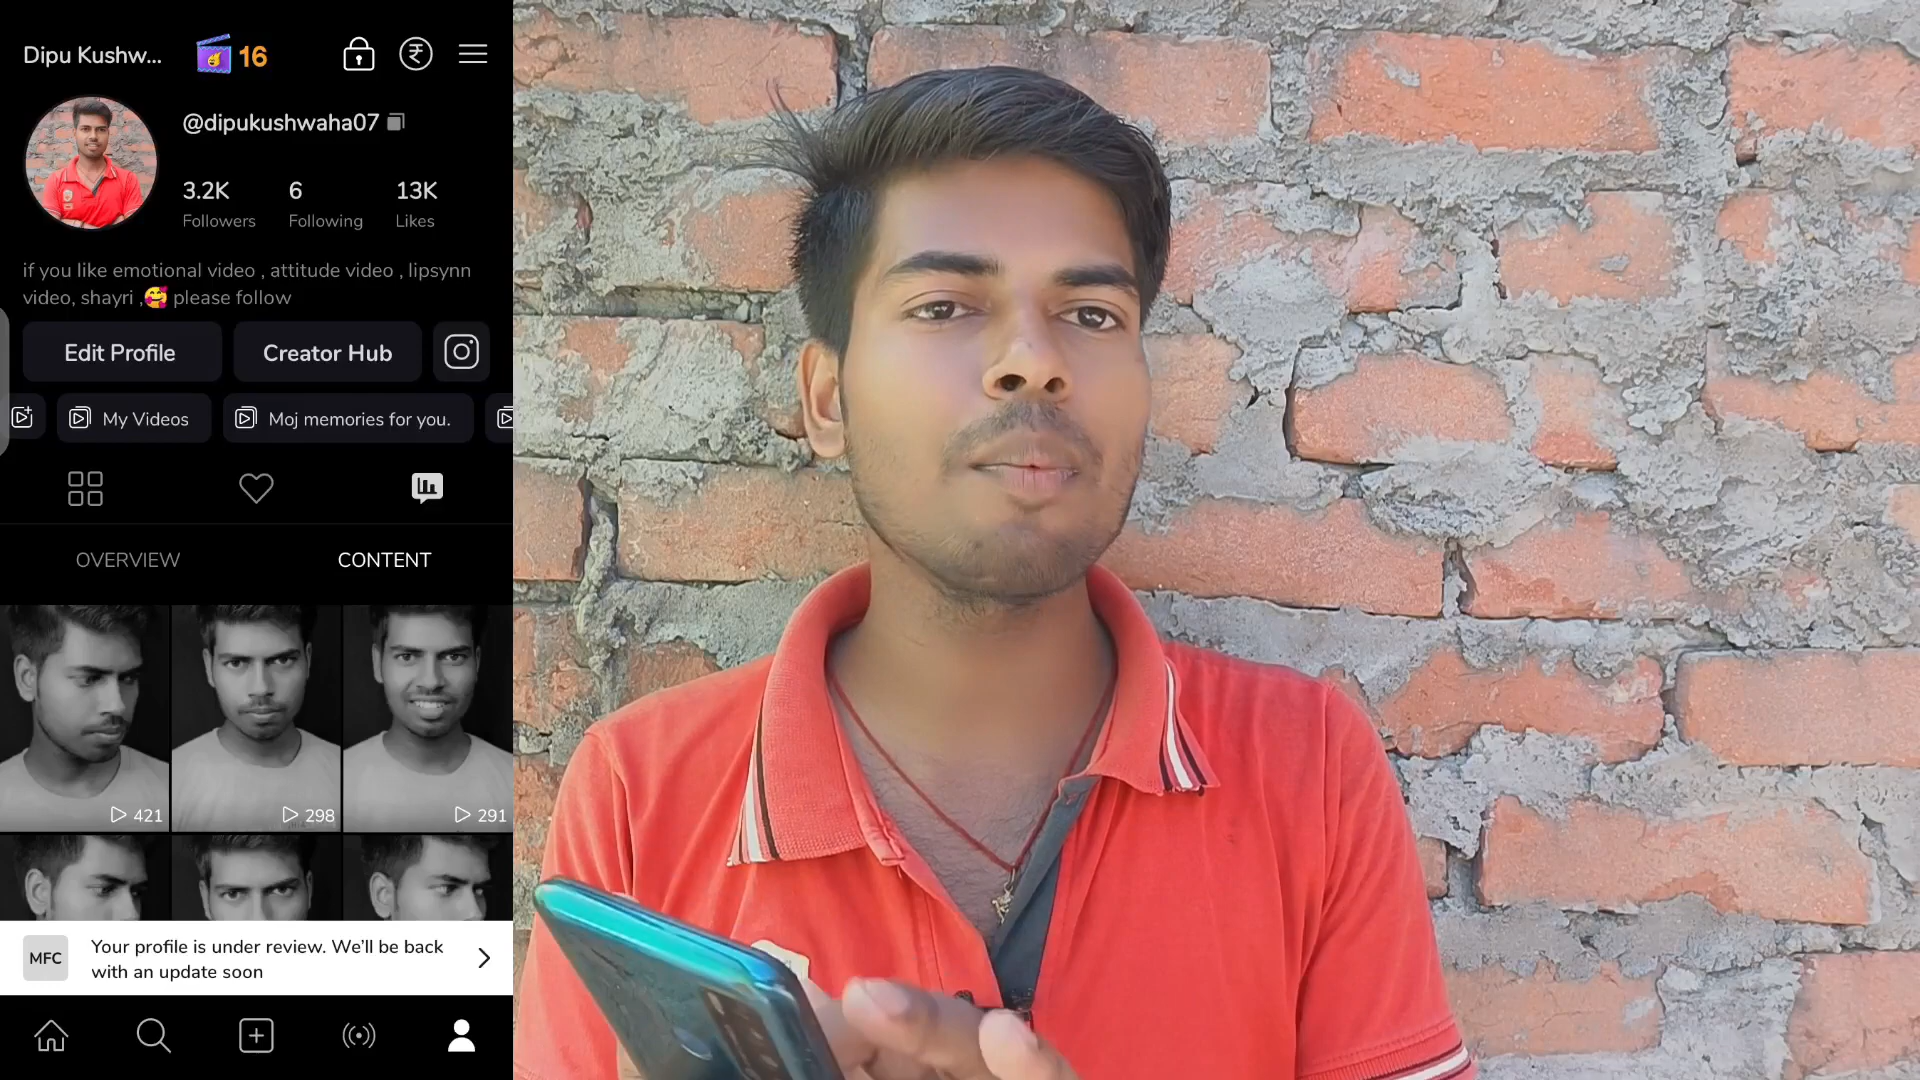 Dipu Kushw...
16
@dipukushwaha07
3.2K
6
13K
Followers
Following
Likes
if you like emotional video , attitude video , lipsynn
video, shayri ,🥰 please follow
Edit Profile
Creator Hub
My Videos
Moj memories for you.
OVERVIEW
CONTENT
421
298
291
MFC
Your profile is under review. We'll be back
with an update soon